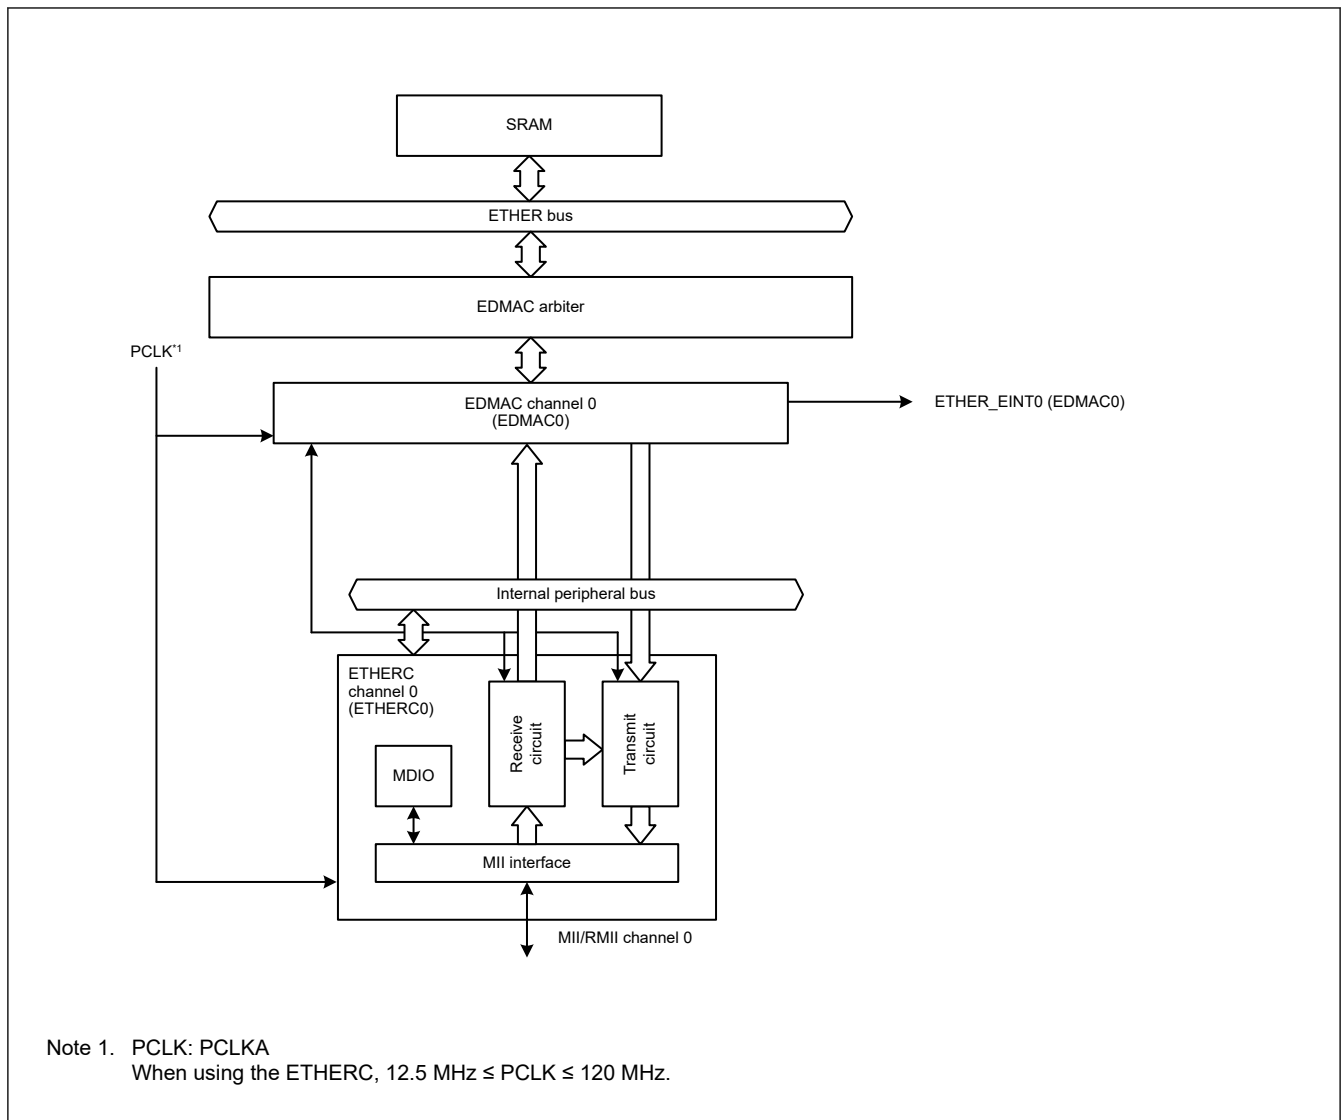 SRAM
ETHER bus
EDMAC arbiter
PCLK*1
EDMAC channel 0
(EDMAC0)
ETHER_EINT0 (EDMAC0)
Internal peripheral bus
ETHERC
channel 0
(ETHERC0)
Receive
circuit
Transmit
circuit
MDIO
MII interface
MII/RMII channel 0
Note 1. PCLK: PCLKA
When using the ETHERC, 12.5 MHz ≤ PCLK ≤ 120 MHz.